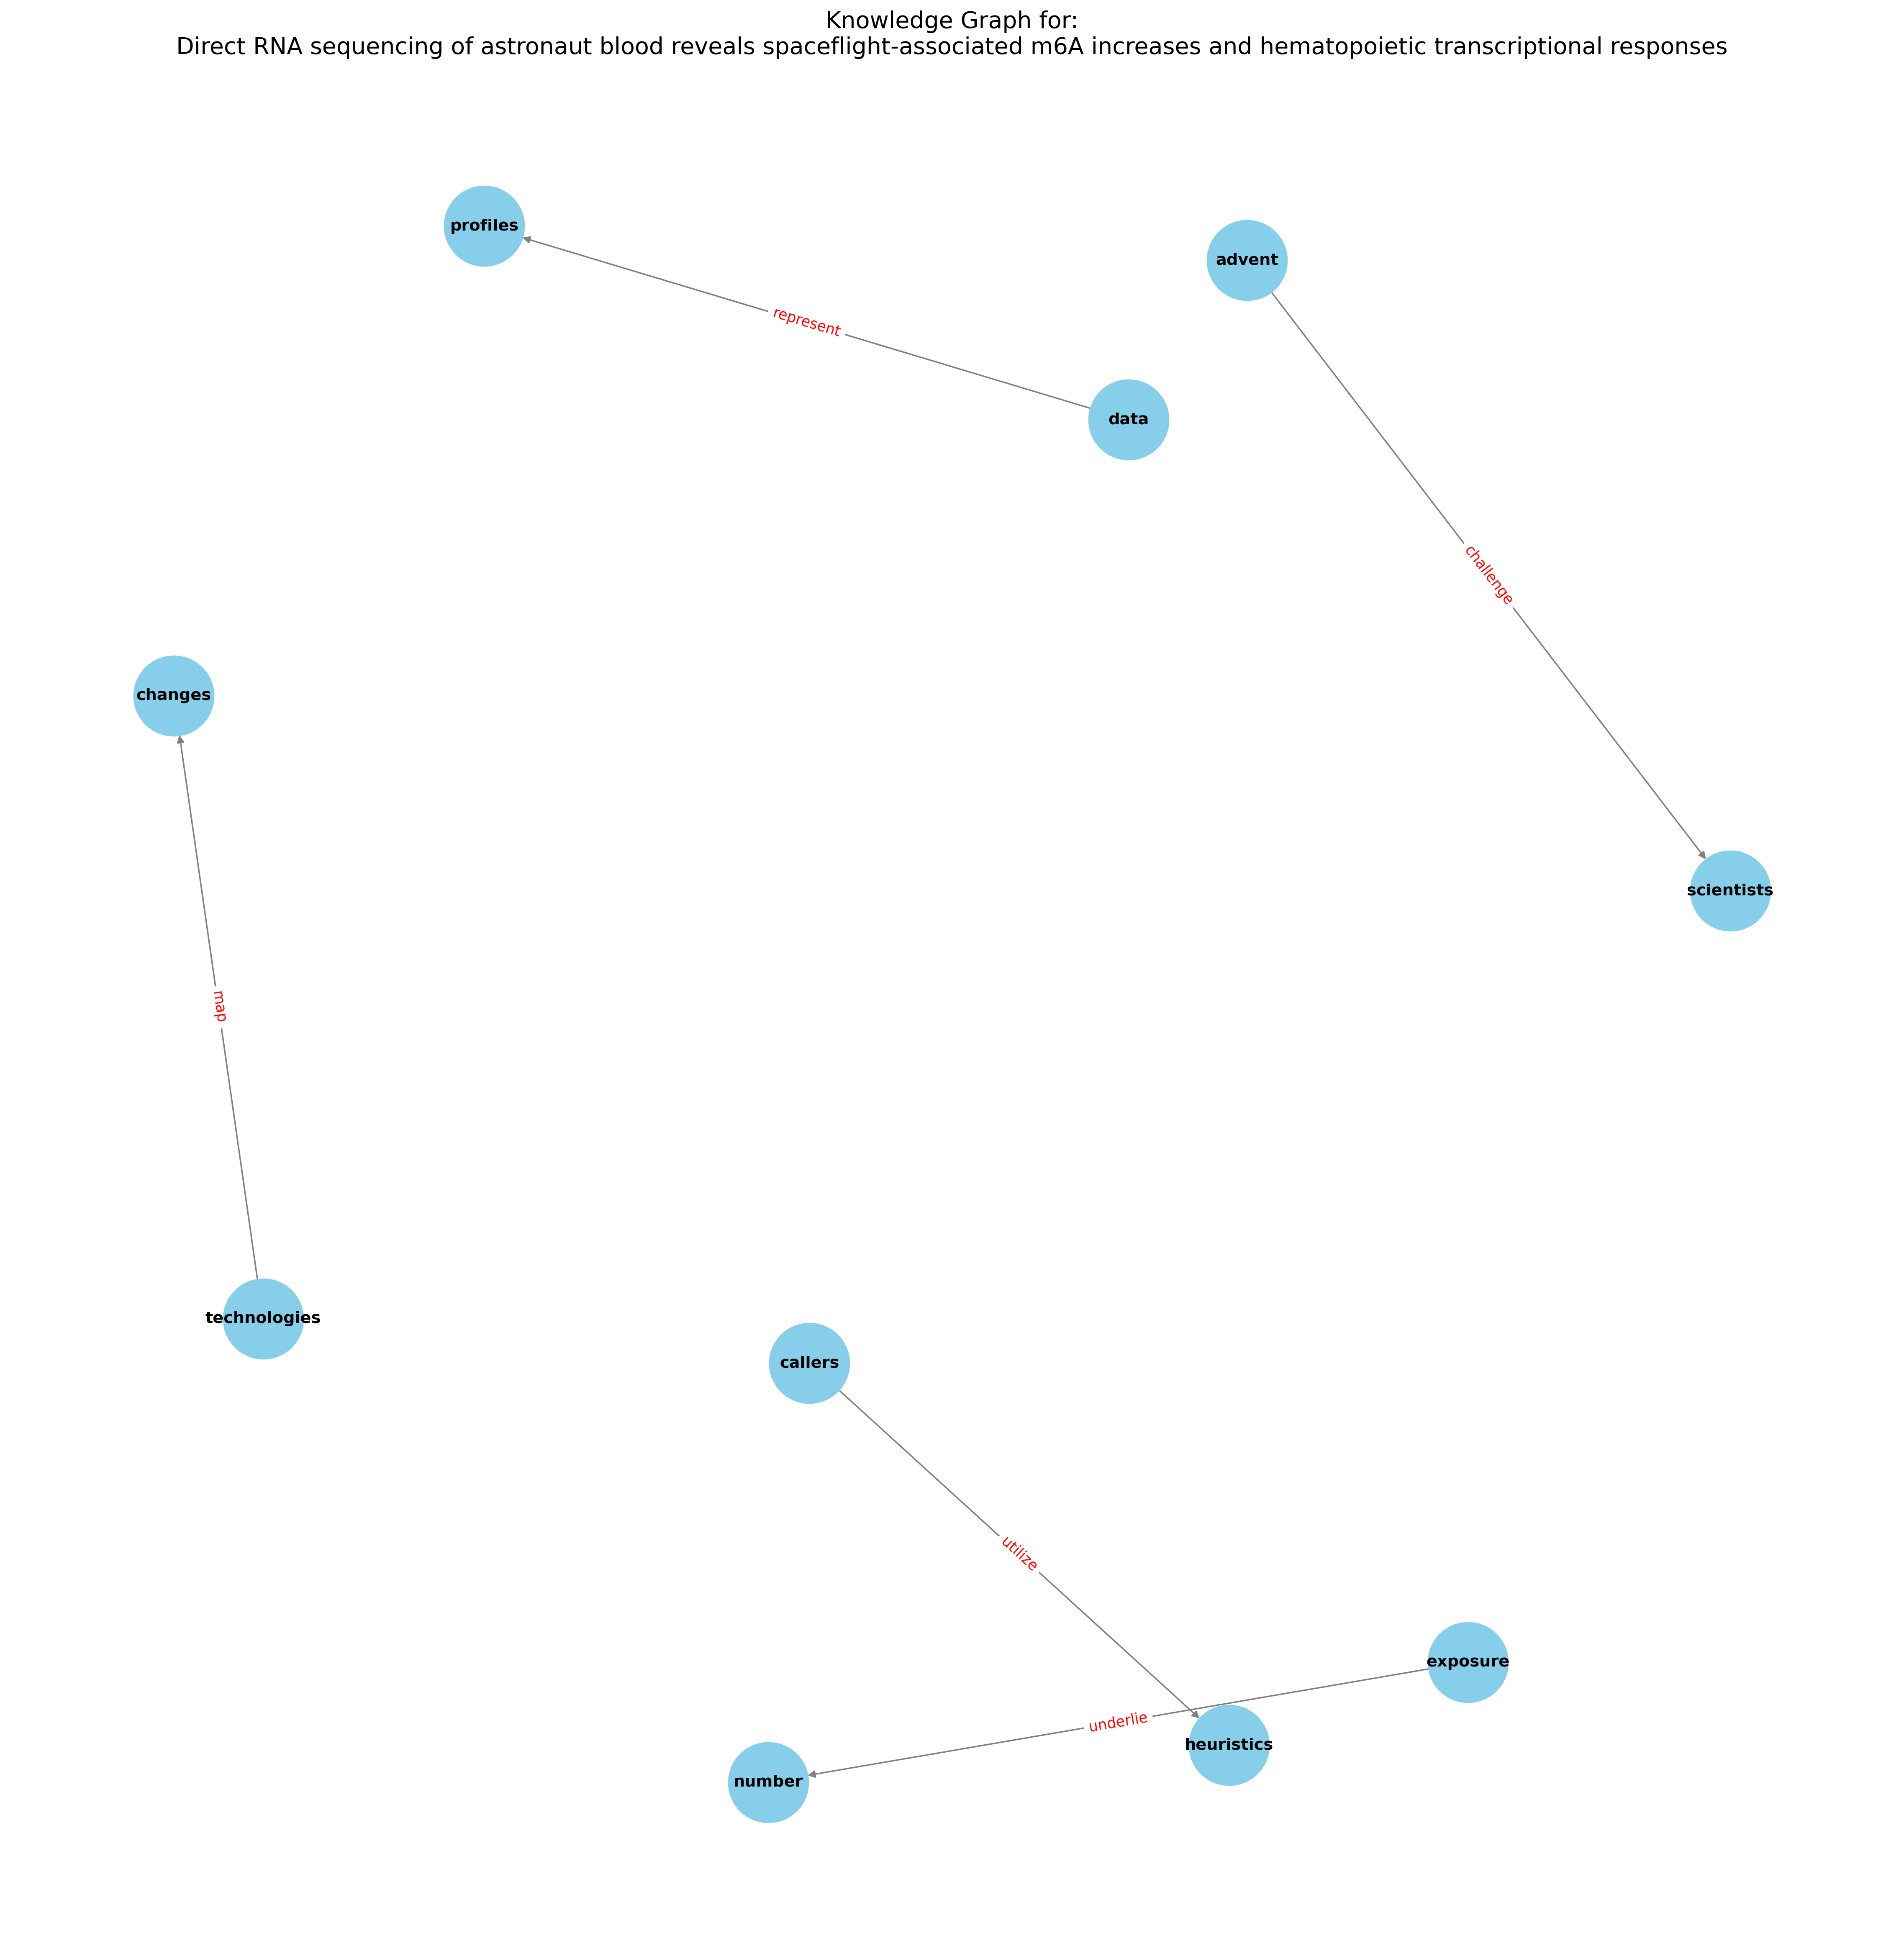 Knowledge Graph for:
Direct RNA sequencing of astronaut blood reveals spaceflight-associated m6A increases and hematopoietic transcriptional responses
profiles
advent
represent
data
challenge
changes
scientists
map
technologies
callers
utilize
exposure
underlie
heuristics
number